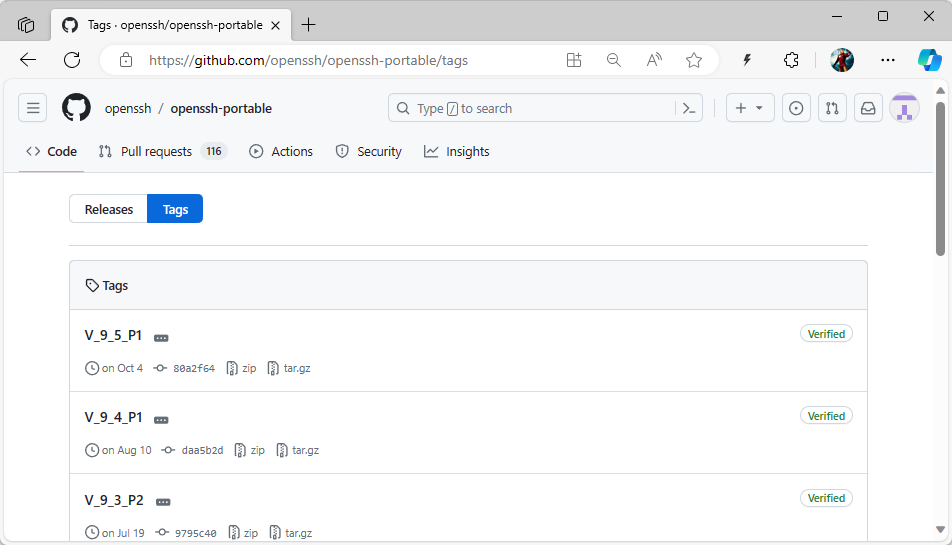 Tags · openssh/openssh-portable
https://github.com/openssh/openssh-portable/tags
openssh / openssh-portable
Type / to search
Code Pull requests 116 Actions Security Insights
Releases Tags
Tags
V_9_5_P1 Verified
on Oct 4 80a2f64 zip tar.gz
V_9_4_P1 Verified
on Aug 10 daa5b2d zip tar.gz
V_9_3_P2 Verified
on Jul 19 9795c40 zip tar.gz